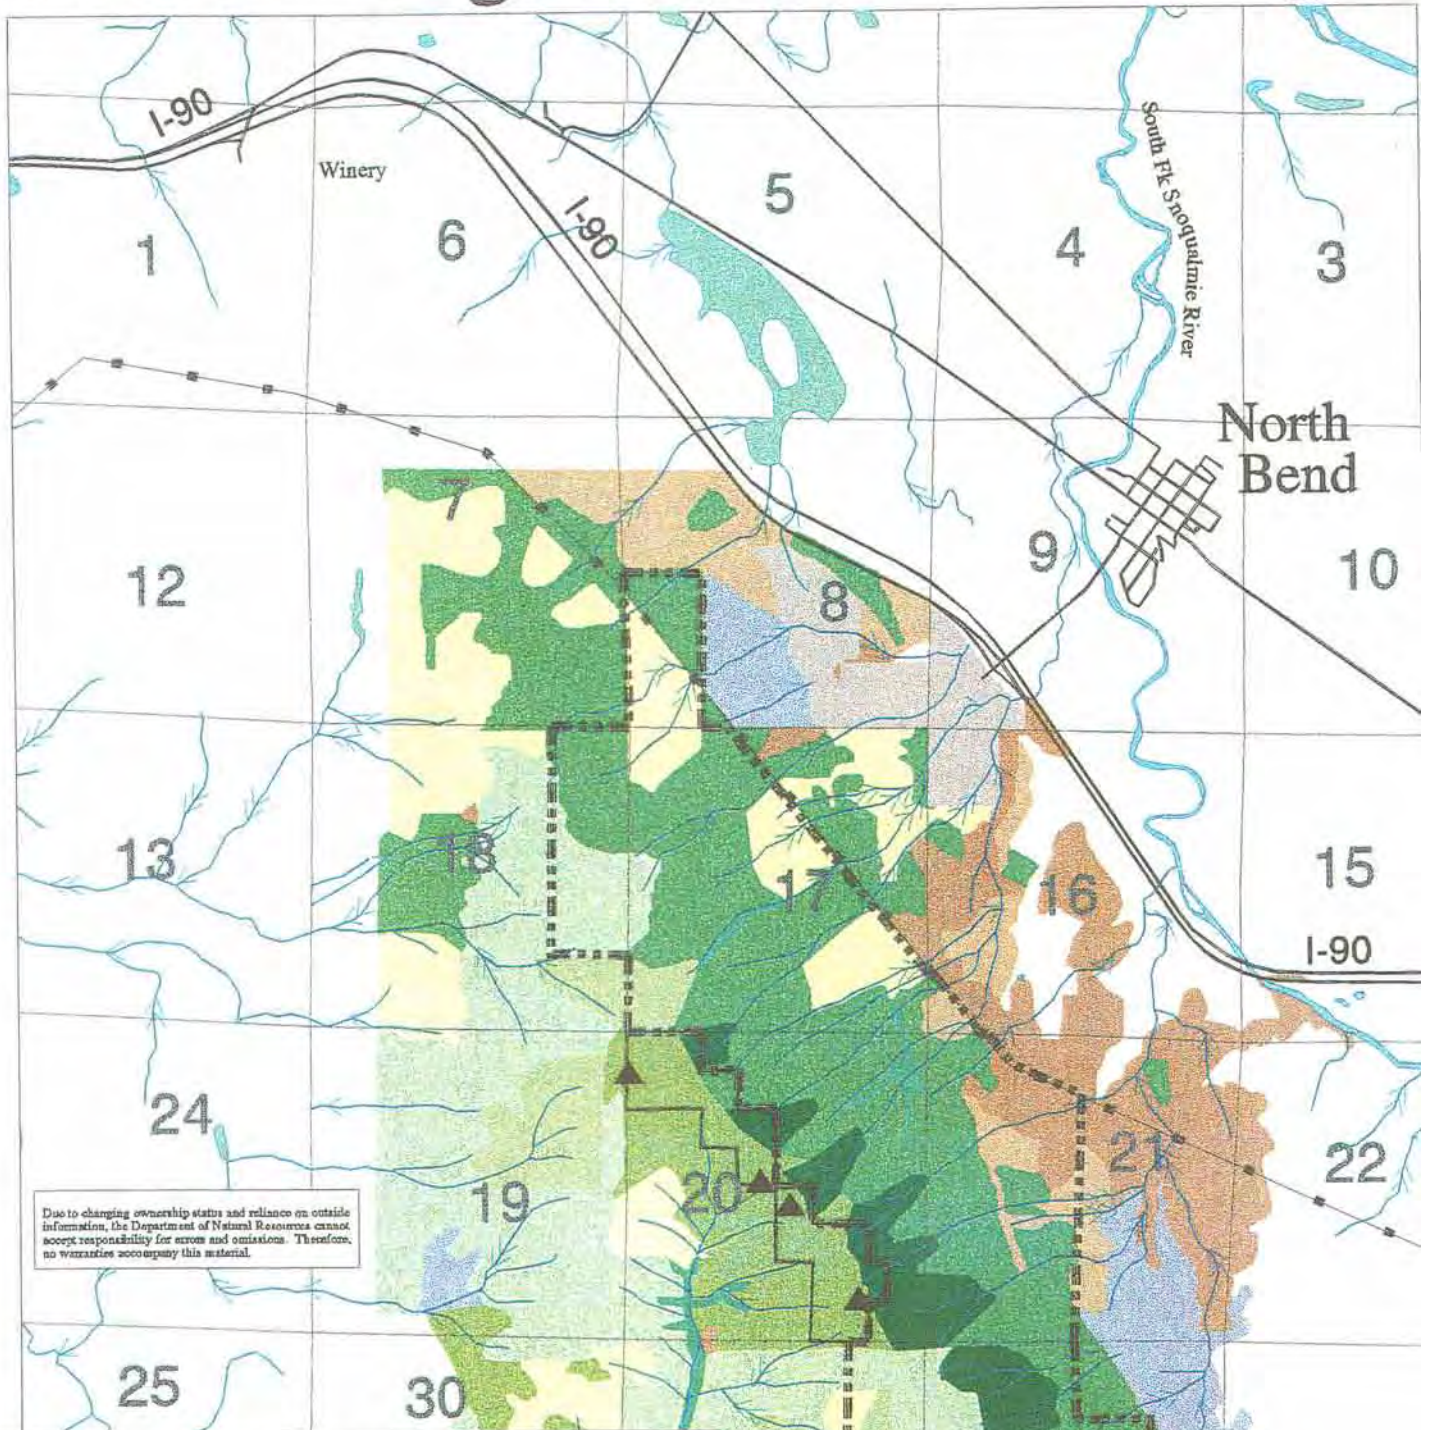 I-90
Winery
I-90
South Fk Snoqualmie River
1
6
5
4
3
North
Bend
7
12
8
9
10
13
18
17
16
15
I-90
24
19
20
21
22
Due to changing ownership status and reliance on outside
information, the Department of Natural Resources cannot
accept responsibility for errors and omissions. Therefore,
no warranties accompany this material.
25
30